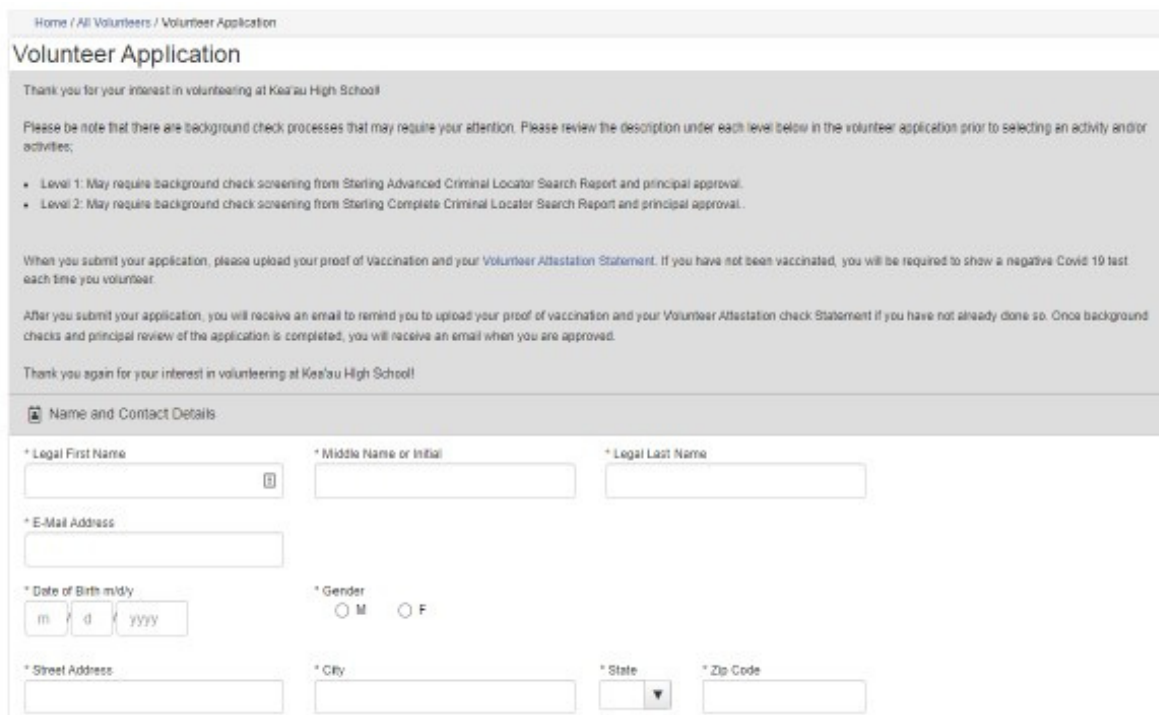 Home / All Volunteers / Volunteer Application
Volunteer Application
Thank you for your interest in volunteering at Kea'au High School!
Please be note that there are background check processes that may require your attention. Please review the description under each level below in the volunteer application prior to selecting an activity and/or
activities;
• Level 1: May require background check screening from Sterling Advanced Criminal Locator Search Report and principal approval.
• Level 2: May require background check screening from Sterling Complete Criminal Locator Search Report and principal approval..
When you submit your application, please upload your proof of Vaccination and your Volunteer Attestation Statement. If you have not been vaccinated, you will be required to show a negative Covid 19 test
each time you volunteer.
After you submit your application, you will receive an email to remind you to upload your proof of vaccination and your Volunteer Attestation check Statement if you have not already done so. Once background
checks and principal review of the application is completed, you will receive an email when you are approved.
Thank you again for your interest in volunteering at Kea'au High School!
Name and Contact Details
* Legal First Name * Middle Name or Initial * Legal Last Name
* E-Mail Address
* Date of Birth m/d/y * Gender
m / d / yyyy M F
* Street Address * City * State * Zip Code